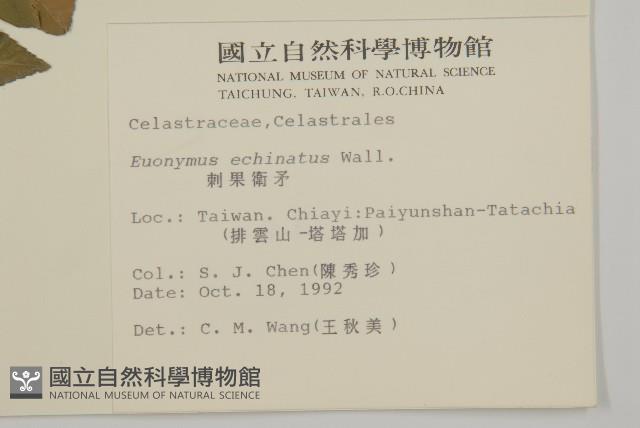 國立自然科學博物館
NATIONAL MUSEUM OF NATURAL SCIENCE
TAICHUNG, TAIWAN, R.O.CHINA
Celastraceae,Celastrales
Euonymus echinatus Wall.
刺果衛矛
Loc.: Taiwan. Chiayi:Paiyunshan-Tatachia
(排雲山-塔塔加)
Col.: S. J. Chen(陳秀珍)
Date: Oct. 18, 1992
Det.: C. M. Wang(王秋美)
國立自然科學博物館
NATIONAL MUSEUM OF NATURAL SCIENCE